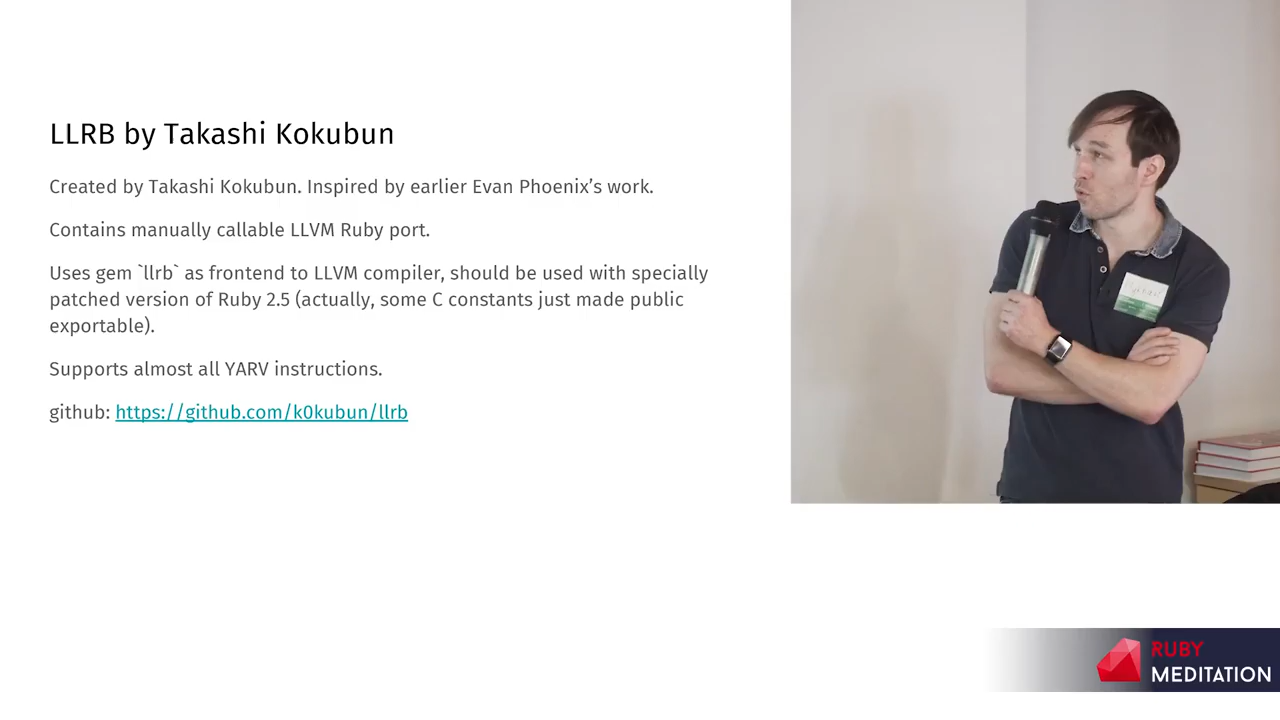 LLRB by Takashi Kokubun
Created by Takashi Kokubun. Inspired by earlier Evan Phoenix’s work.
Contains manually callable LLVM Ruby port.
Uses gem `llrb` as frontend to LLVM compiler, should be used with specially
patched version of Ruby 2.5 (actually, some C constants just made public
exportable).
Supports almost all YARV instructions.
github: https://github.com/k0kubun/llrb
RUBY
MEDITATION